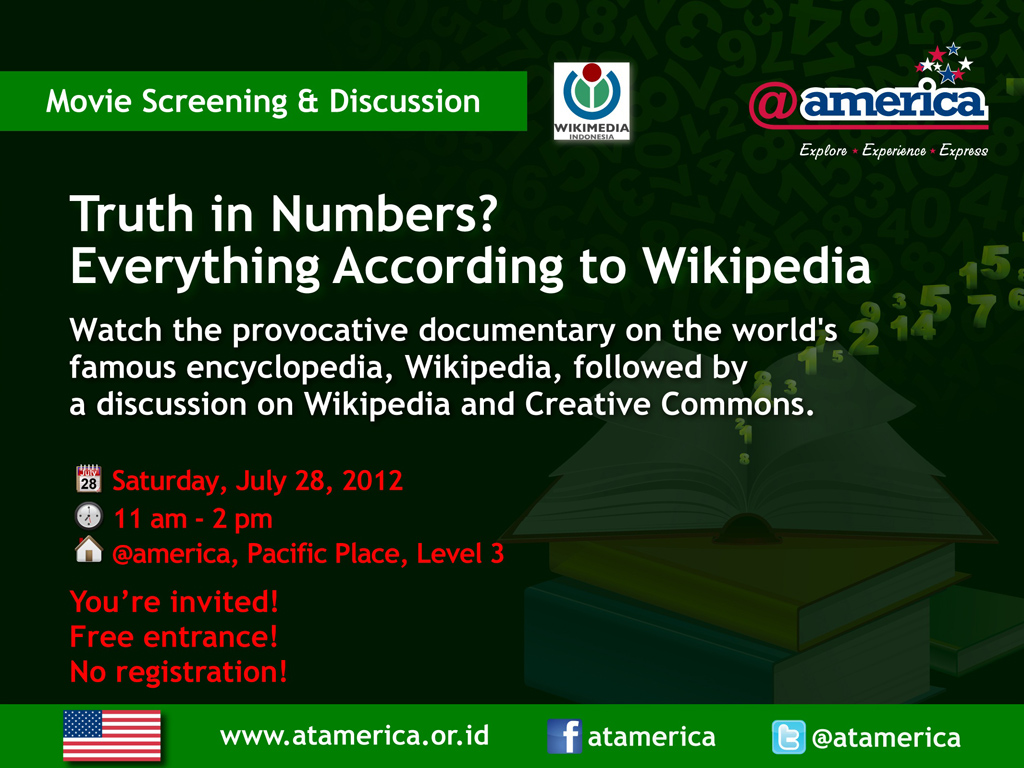 Movie Screening & Discussion
WIKIMEDIA
INDONESIA
@america
Explore ★ Experience ★ Express
Truth in Numbers?
Everything According to Wikipedia
Watch the provocative documentary on the world's
famous encyclopedia, Wikipedia, followed by
a discussion on Wikipedia and Creative Commons.
JULY
28
Saturday, July 28, 2012
11 am - 2 pm
@america, Pacific Place, Level 3
You’re invited!
Free entrance!
No registration!
www.atamerica.or.id
f atamerica
t @atamerica